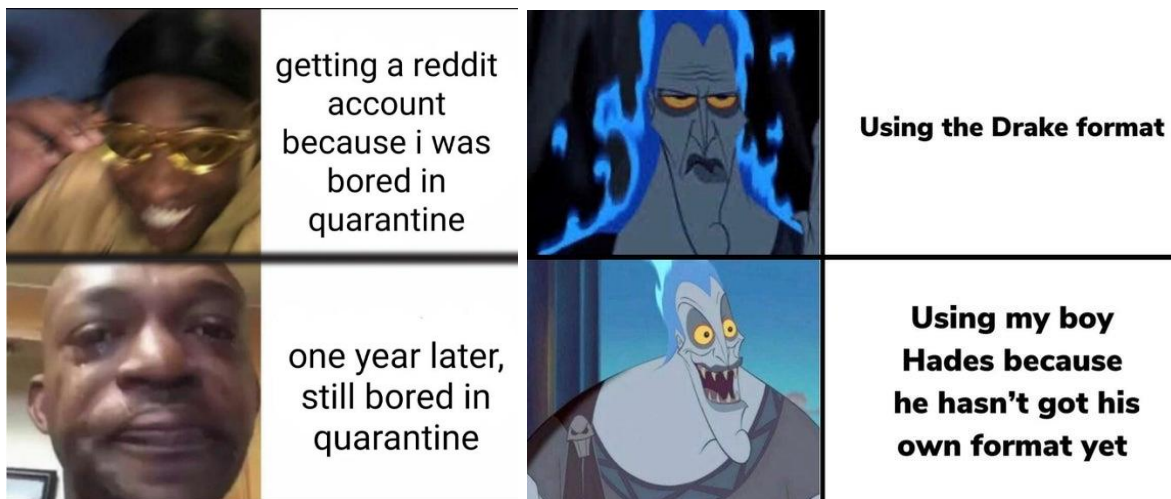 getting a reddit
account
because i was
bored in
quarantine
one year later,
still bored in
quarantine
Using the Drake format
Using my boy
Hades because
he hasn’t got his
own format yet